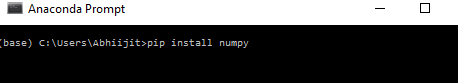 Anaconda Prompt
(base) C:\Users\Abhiijit>pip install numpy